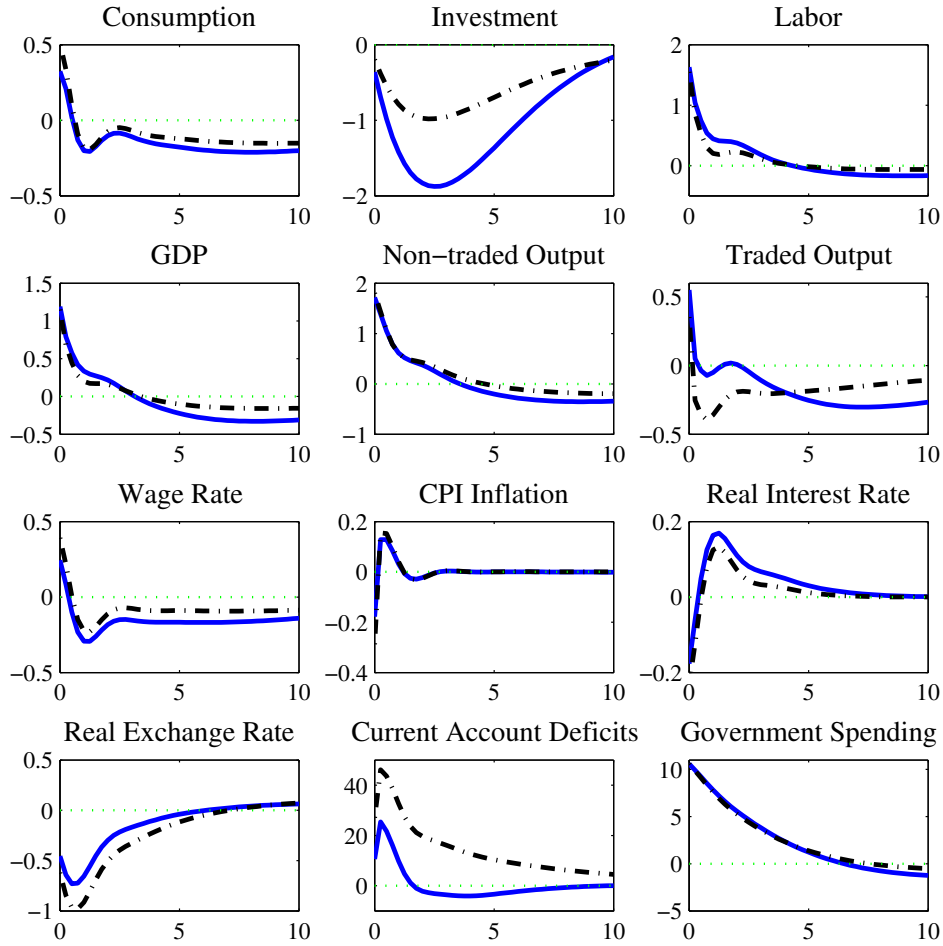 Consumption Investment Labor
0.5 0 2
0 −1 1
−0.5 −2 0
0 5 10 0 5 10 0 5 10
GDP Non−traded Output Traded Output
1.5 2 0.5
1 1 0
0.5 0 −0.5
0 −1
−0.5
0 5 10 0 5 10 0 5 10
Wage Rate CPI Inflation Real Interest Rate
0.5 0.2 0.2
0 0 0
−0.5 −0.2 0.2
−0.4
0 5 10 0 5 10 0 5 10
Real Exchange Rate Current Account Deficits Government Spending
0.5 40 10
0 20 5
−0.5 0 0
−1 −5
0 5 10 0 5 10 0 5 10